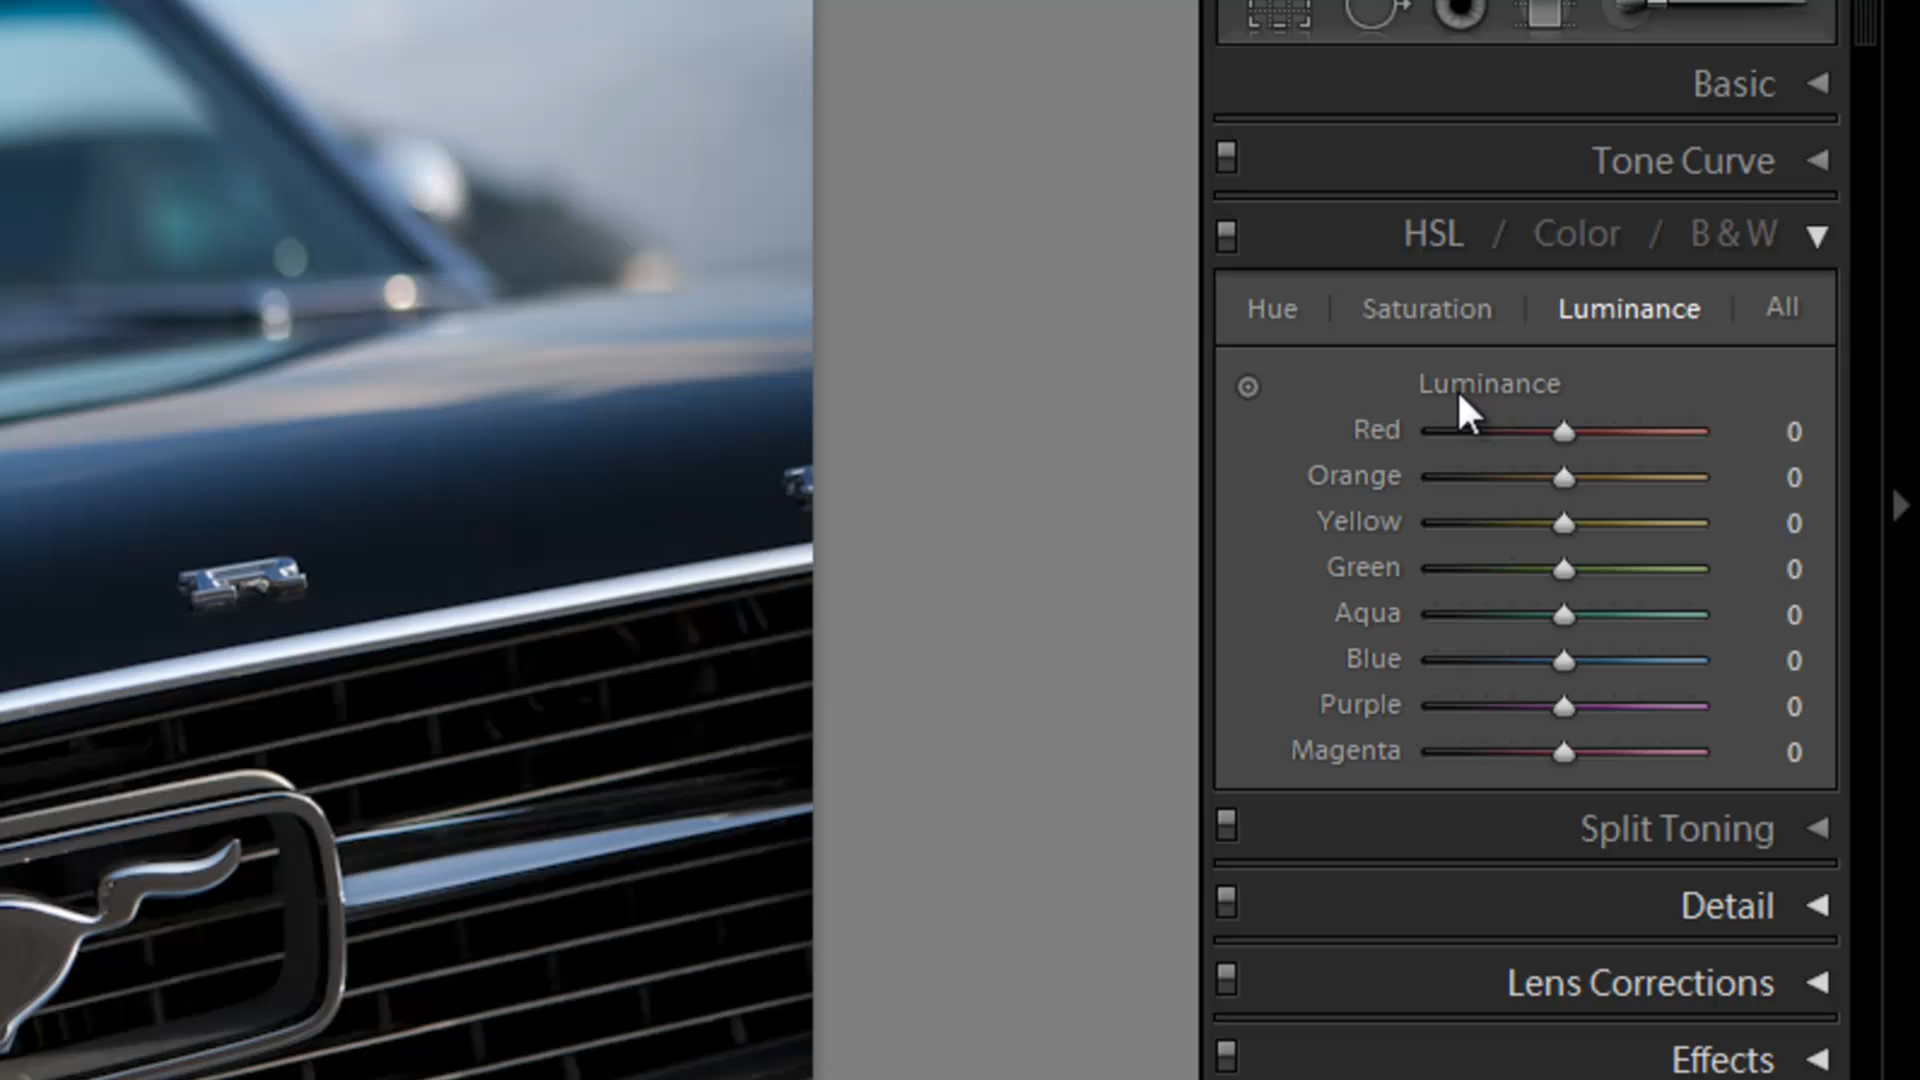 Basic
Tone Curve
HSL / Color / B & W
Hue Saturation Luminance All
Luminance
Red 0
Orange 0
Yellow 0
Green 0
Aqua 0
Blue 0
Purple 0
Magenta 0
Split Toning
Detail
Lens Corrections
Effects